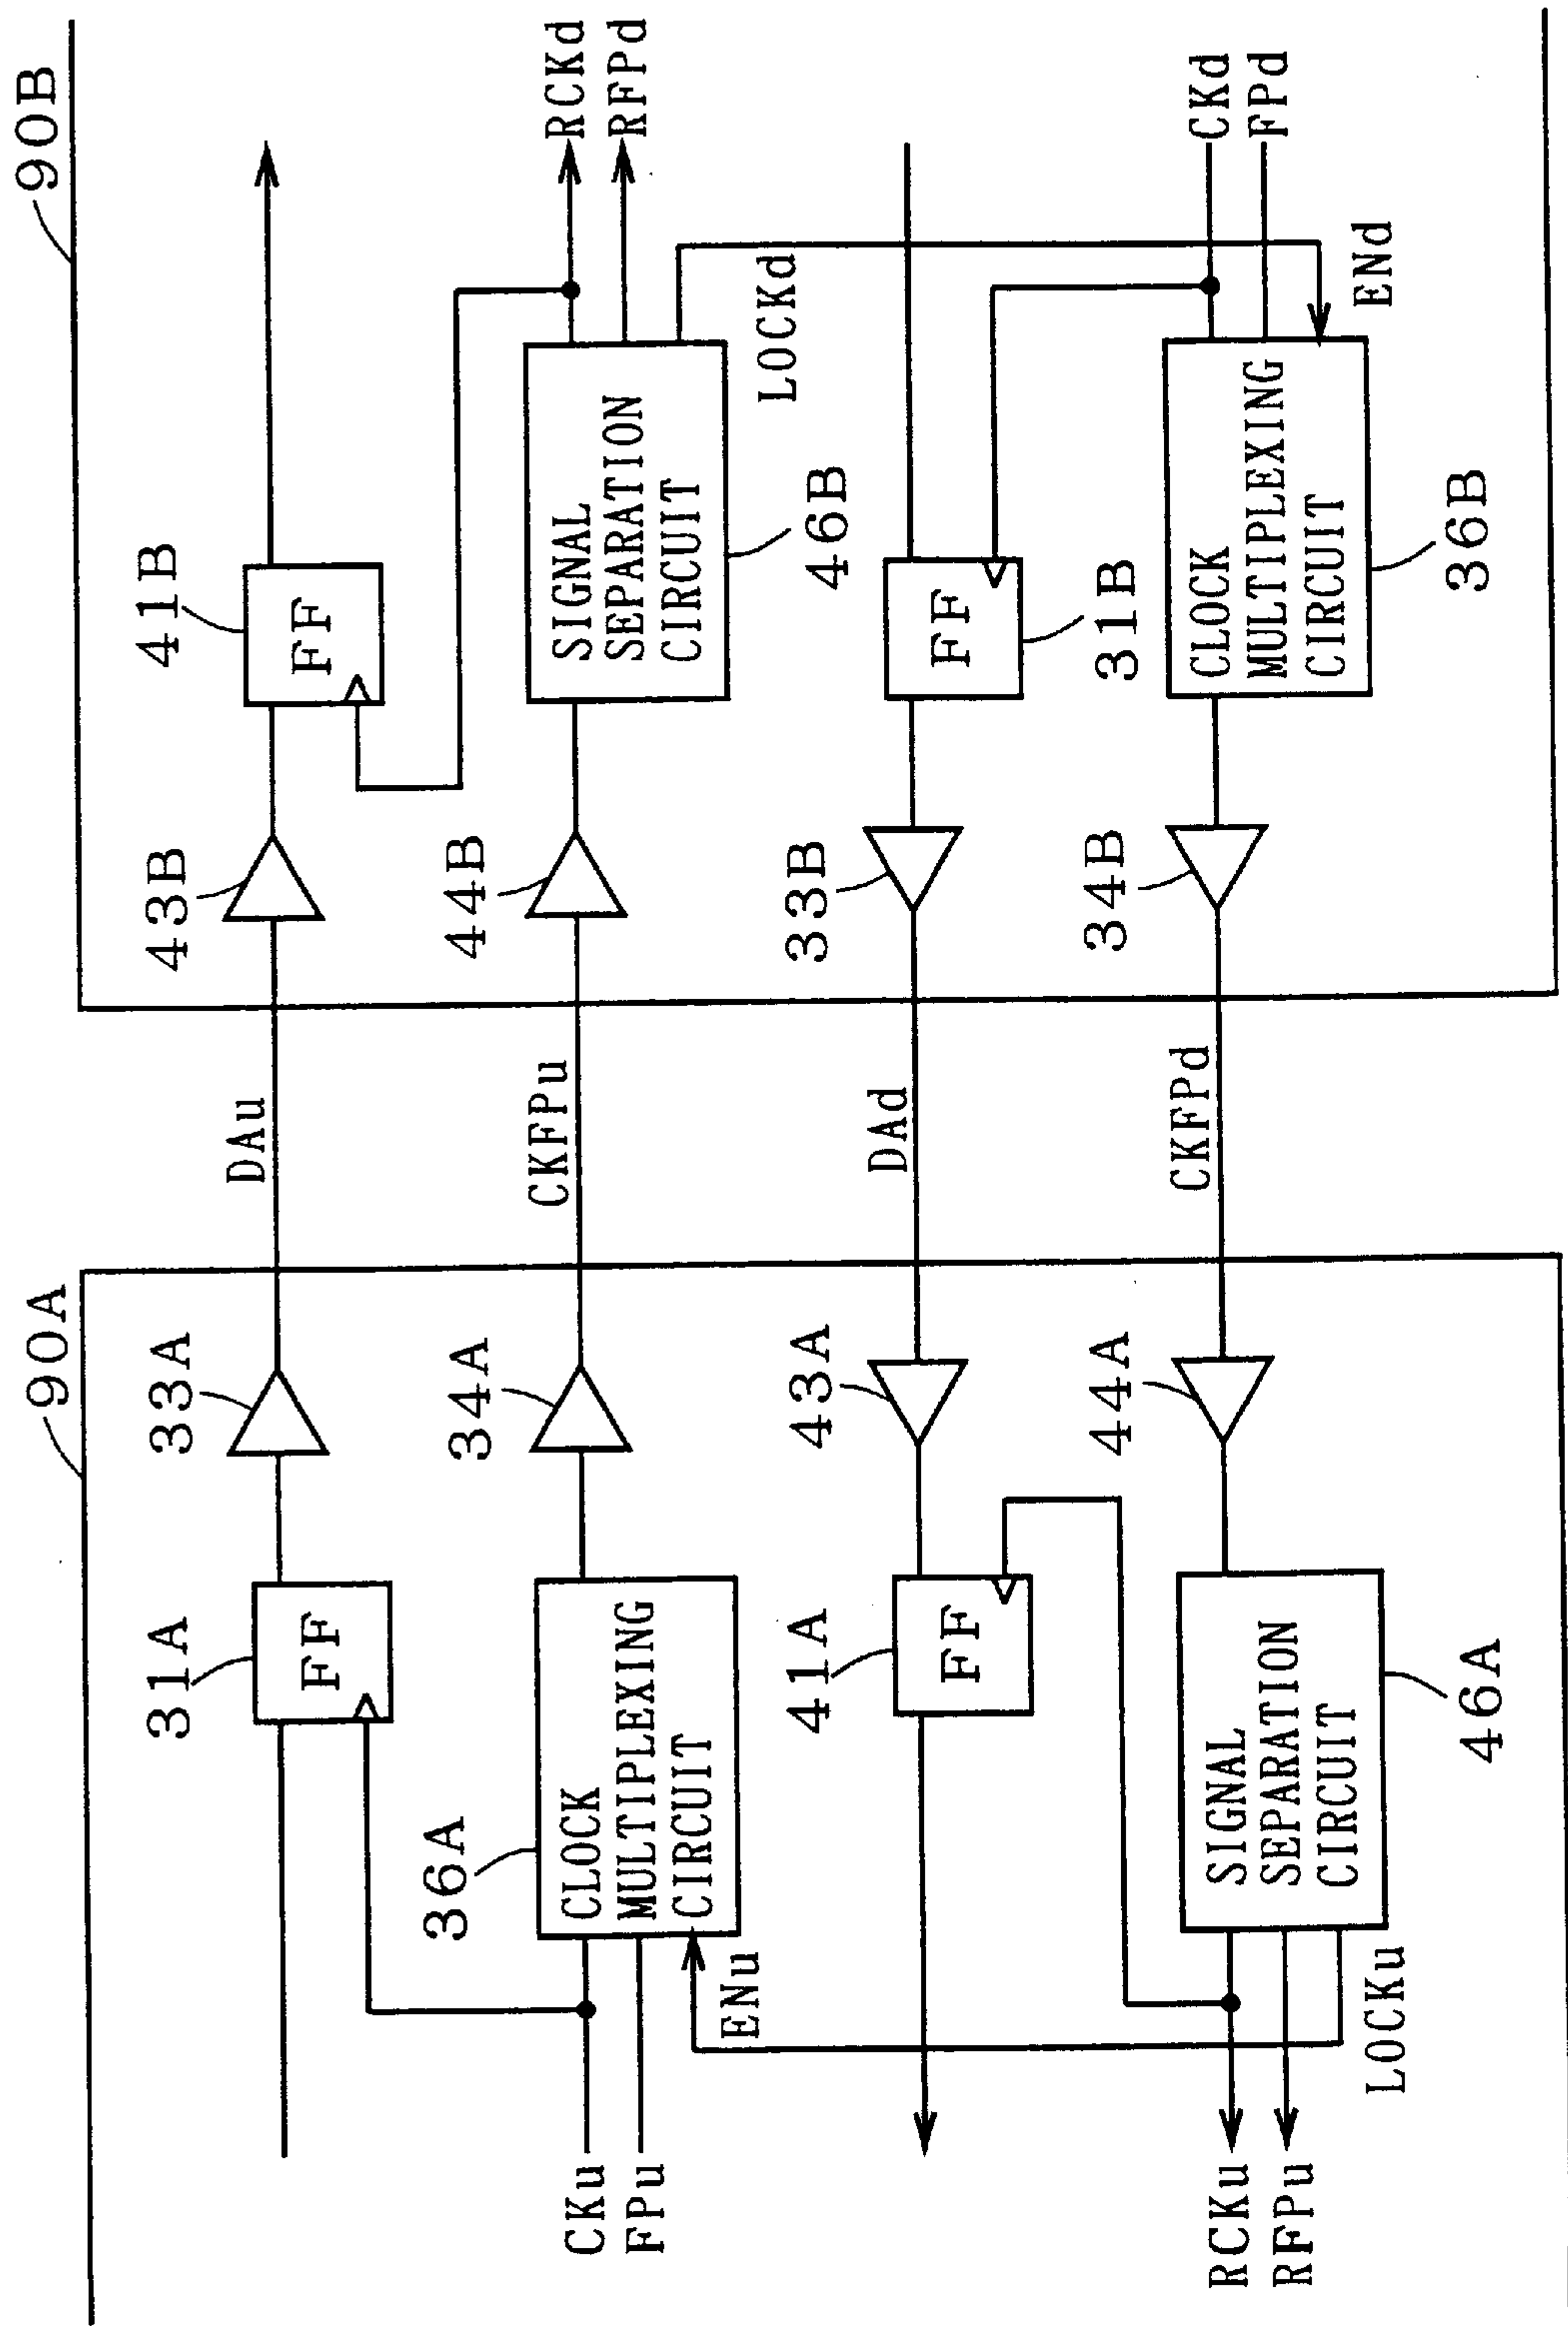 90A
90B
31A
33A
DAu
43B
41B
FF
FF
36A
34A
CKFPu
44B
CLOCK
MULTIPLEXING
CIRCUIT
SIGNAL
SEPARATION
CIRCUIT
CKu
FPu
RCKd
RFPd
ENu
LOCKd
46B
41A
43A
DAd
33B
FF
FF
31B
44A
CKFPd
34B
SIGNAL
SEPARATION
CIRCUIT
CLOCK
MULTIPLEXING
CIRCUIT
RCKu
RFPu
CKd
FPd
LOCKu
ENd
46A
36B